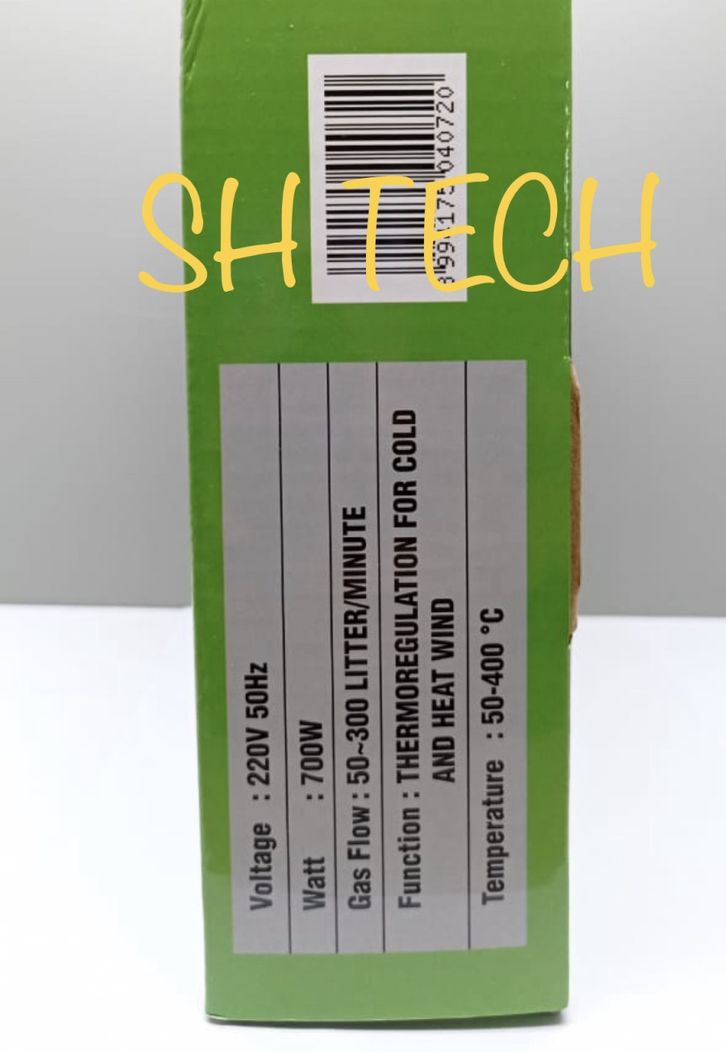 SH TECH
040720
Voltage : 220V 50Hz
Watt : 700W
Gas Flow : 50~300 LITTER/MINUTE
Function : THERMOREGULATION FOR COLD
AND HEAT WIND
Temperature : 50-400 °C